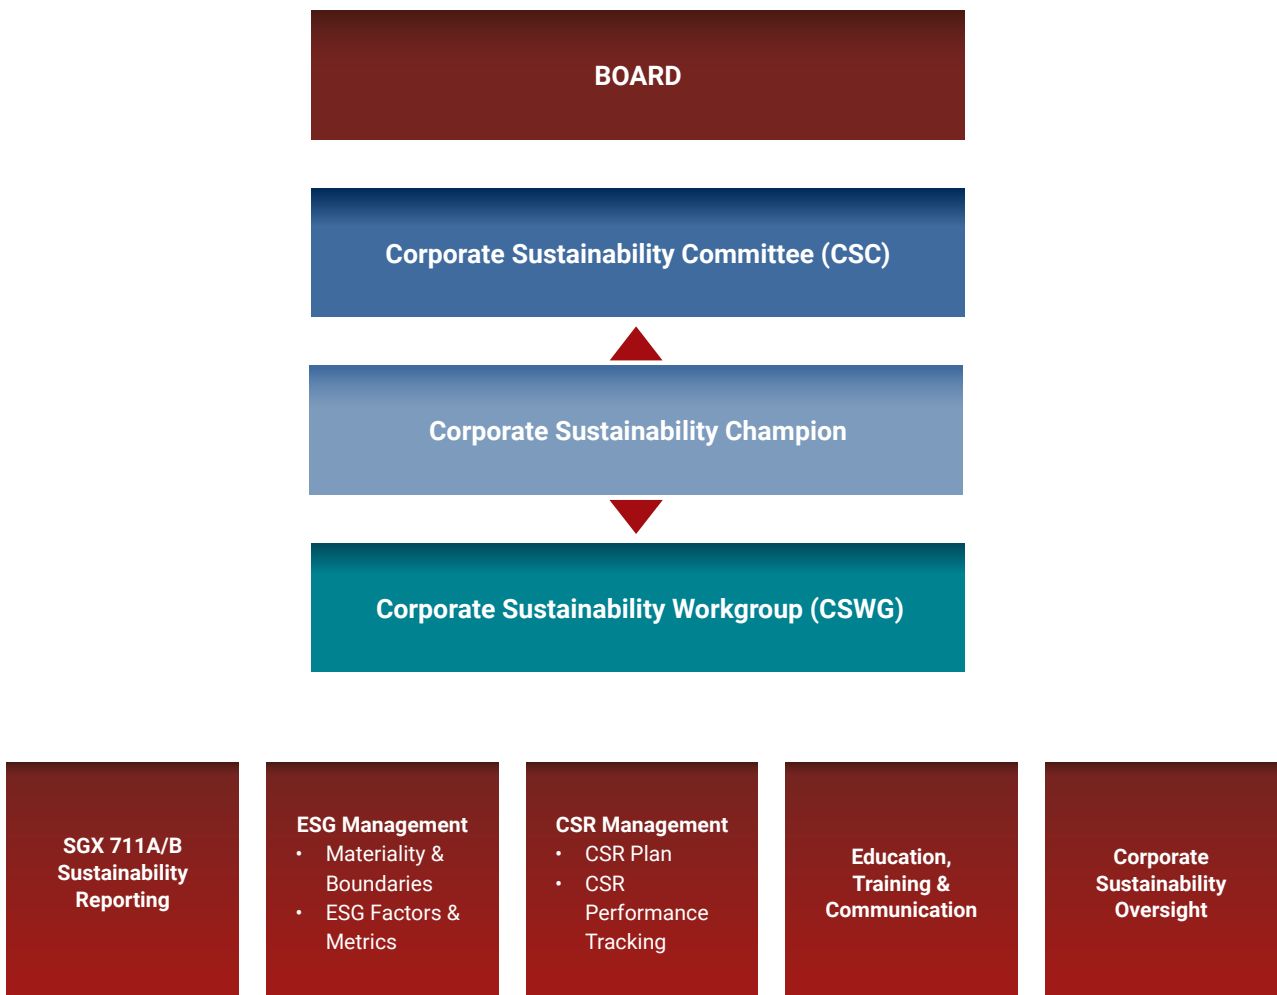 BOARD
Corporate Sustainability Committee (CSC)
Corporate Sustainability Champion
Corporate Sustainability Workgroup (CSWG)
SGX 711A/B
Sustainability
Reporting
ESG Management
• Materiality &
Boundaries
• ESG Factors &
Metrics
CSR Management
• CSR Plan
• CSR
Performance
Tracking
Education,
Training &
Communication
Corporate
Sustainability
Oversight